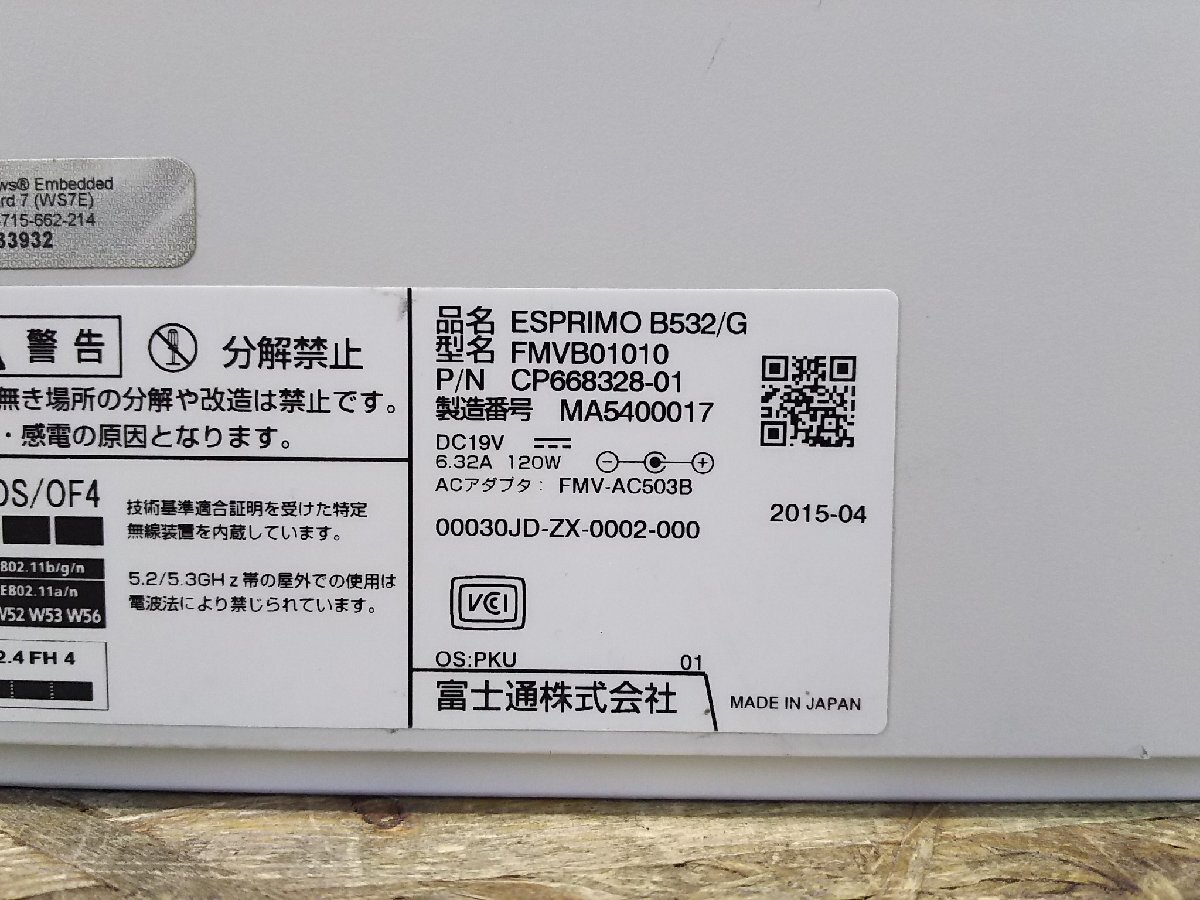 ws® Embedded
rd 7 (WS7E)
715-662-214
33932
警告 分解禁止
無き場所の分解や改造は禁止です。
・感電の原因となります。
OS/OF4
802.11b/g/n
E802.11a/n
W52 W53 W56
2.4 FH 4
技術基準適合証明を受けた特定
無線装置を内蔵しています。
5.2/5.3GHz帯の屋外での使用は
電波法により禁じられています。
品名 ESPRIMO B532/G
型名 FMVB01010
P/N CP668328-01
製造番号 MA5400017
DC19V
6.32A 120W
ACアダプタ: FMV-AC503B
00030JD-ZX-0002-000
2015-04
VCI
OS:PKU 01
富士通株式会社
MADE IN JAPAN